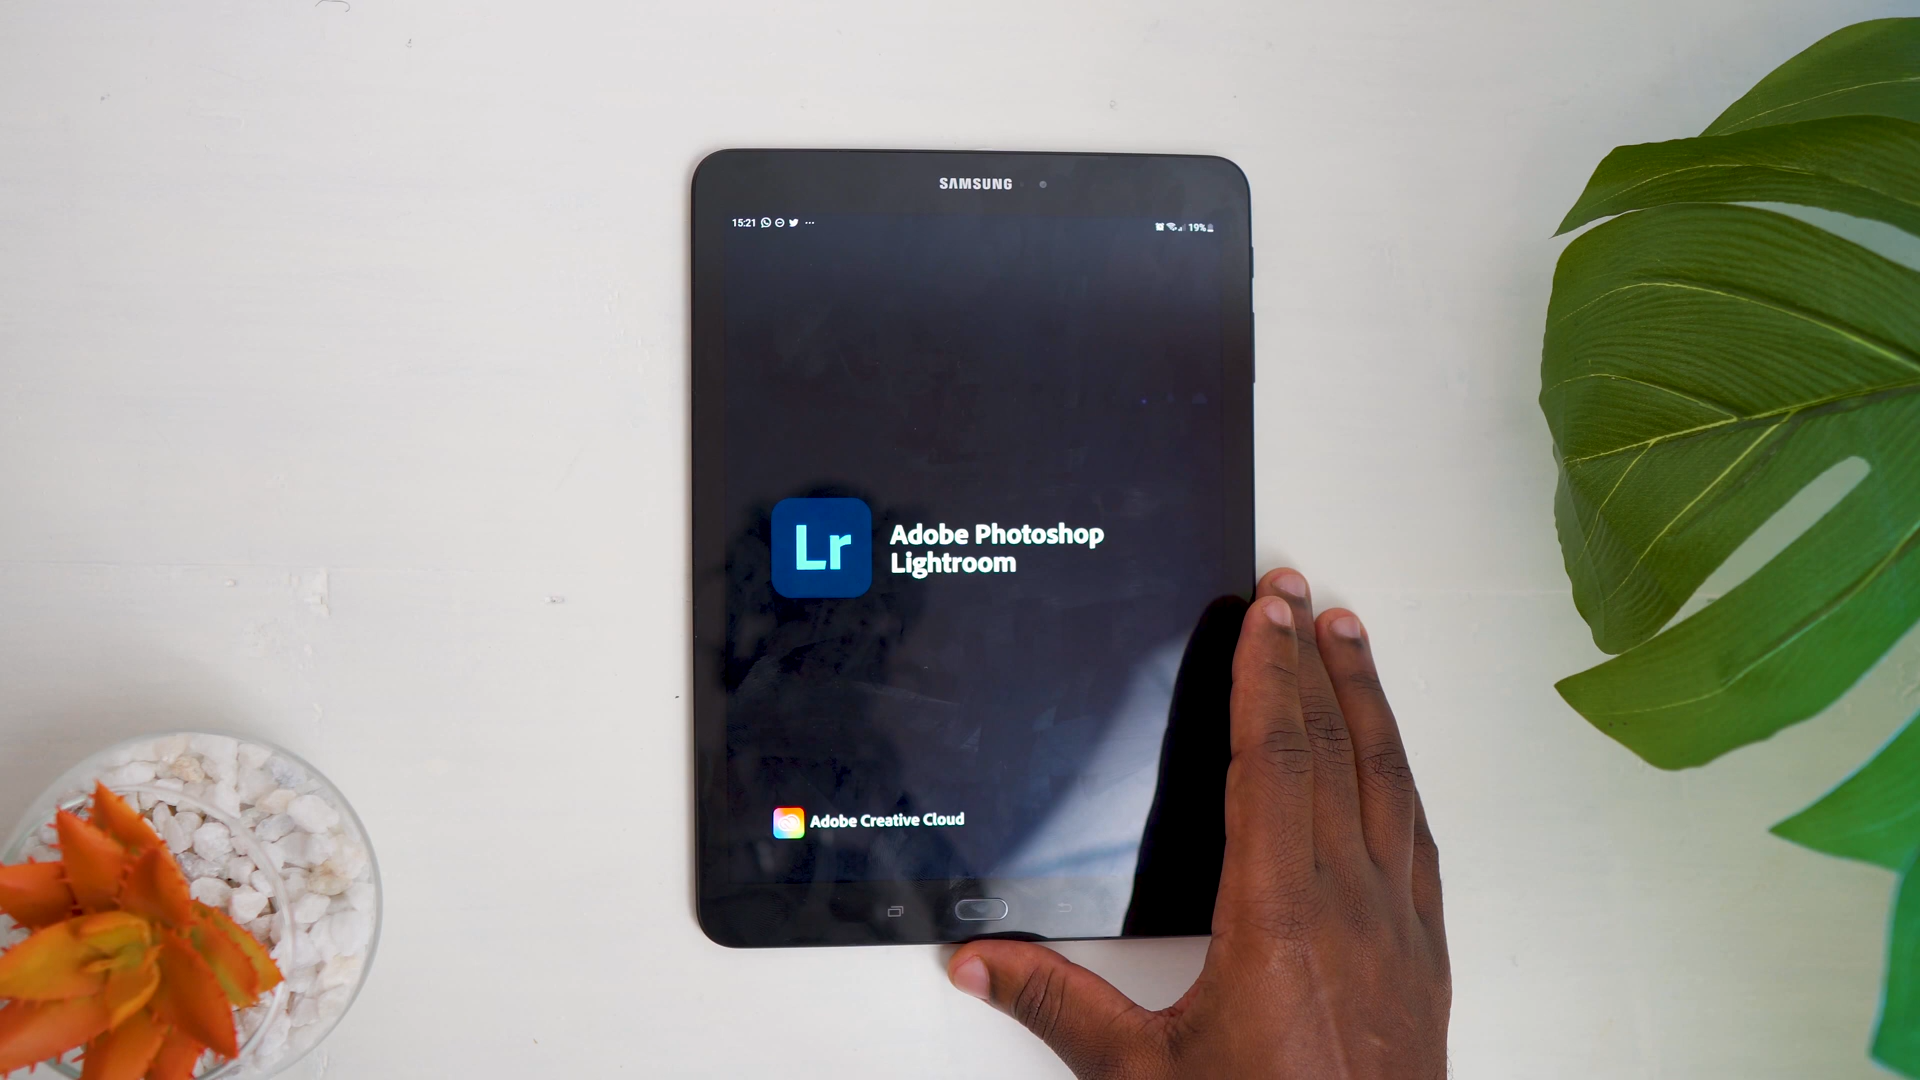 SAMSUNG
15:21 ... 19%
Lr
Adobe Photoshop
Lightroom
Adobe Creative Cloud